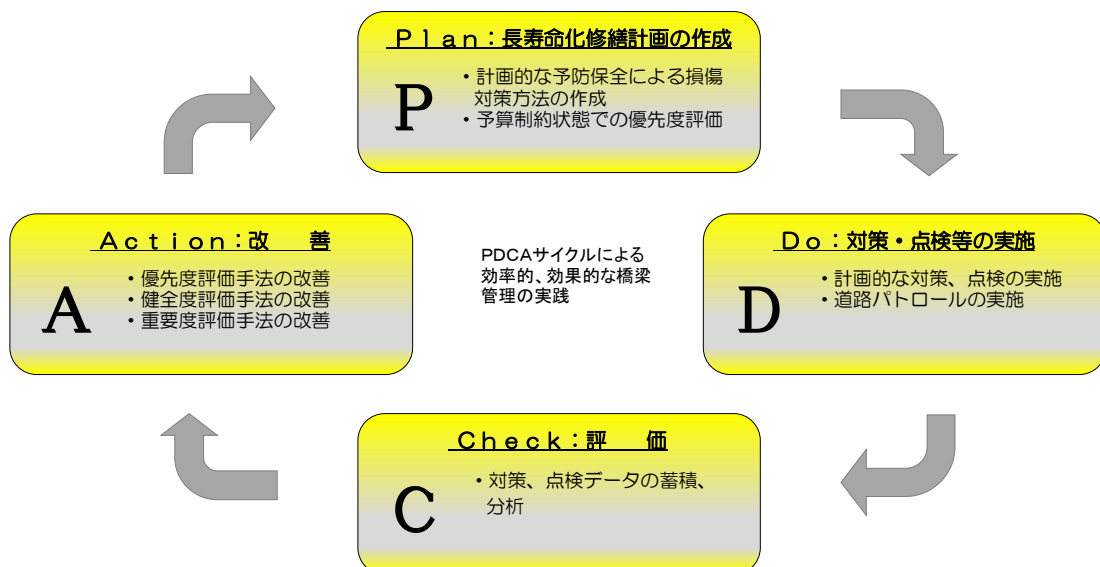 Ｐｌａｎ：長寿命化修繕計画の作成
P
・計画的な予防保全による損傷
対策方法の作成
・予算制約状態での優先度評価
Ａｃｔｉｏｎ：改　善
A
・優先度評価手法の改善
・健全度評価手法の改善
・重要度評価手法の改善
PDCAサイクルによる
効率的、効果的な橋梁
管理の実践
Ｄｏ：対策・点検等の実施
D
・計画的な対策、点検の実施
・道路パトロールの実施
Ｃｈｅｃｋ：評　価
C
・対策、点検データの蓄積、
分析